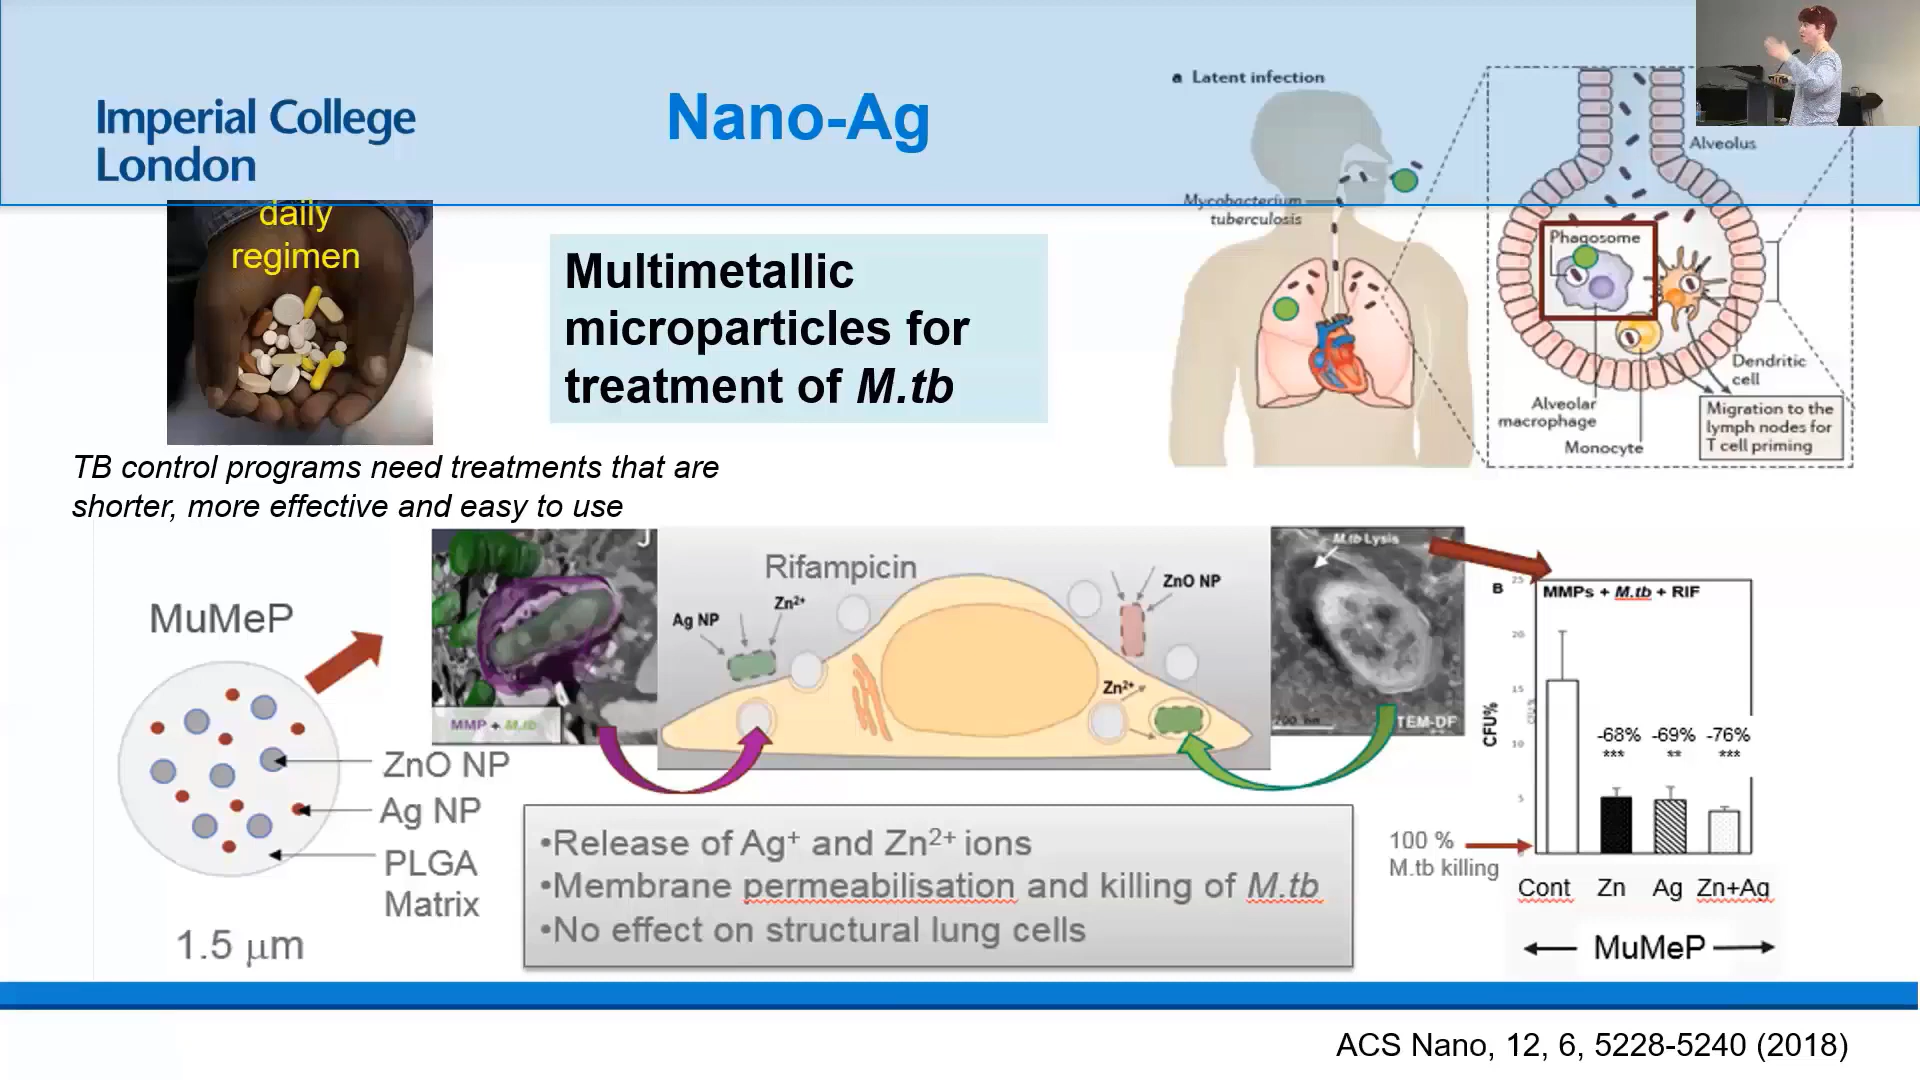 Imperial College
London
Nano-Ag
a Latent infection
Alveolus
Mycobacterium
tuberculosis
Phagosome
Dendritic
cell
Alveolar
macrophage
Monocyte
Migration to the
lymph nodes for
T cell priming
daily
regimen
Multimetallic
microparticles for
treatment of M.tb
TB control programs need treatments that are
shorter, more effective and easy to use
MuMeP
ZnO NP
Ag NP
PLGA
Matrix
1.5 μm
J
MMP + M.tb
Rifampicin
Ag NP
Zn2+
ZnO NP
Zn2+
M.tb Lysis
200 nm
TEM-DF
•Release of Ag+ and Zn2+ ions
•Membrane permeabilisation and killing of M.tb
•No effect on structural lung cells
B
MMPs + M.tb + RIF
CFU%
25
20
15
10
5
-68% -69% -76%
*** ** ***
100 %
M.tb killing
Cont Zn Ag Zn+Ag
MuMeP
ACS Nano, 12, 6, 5228-5240 (2018)